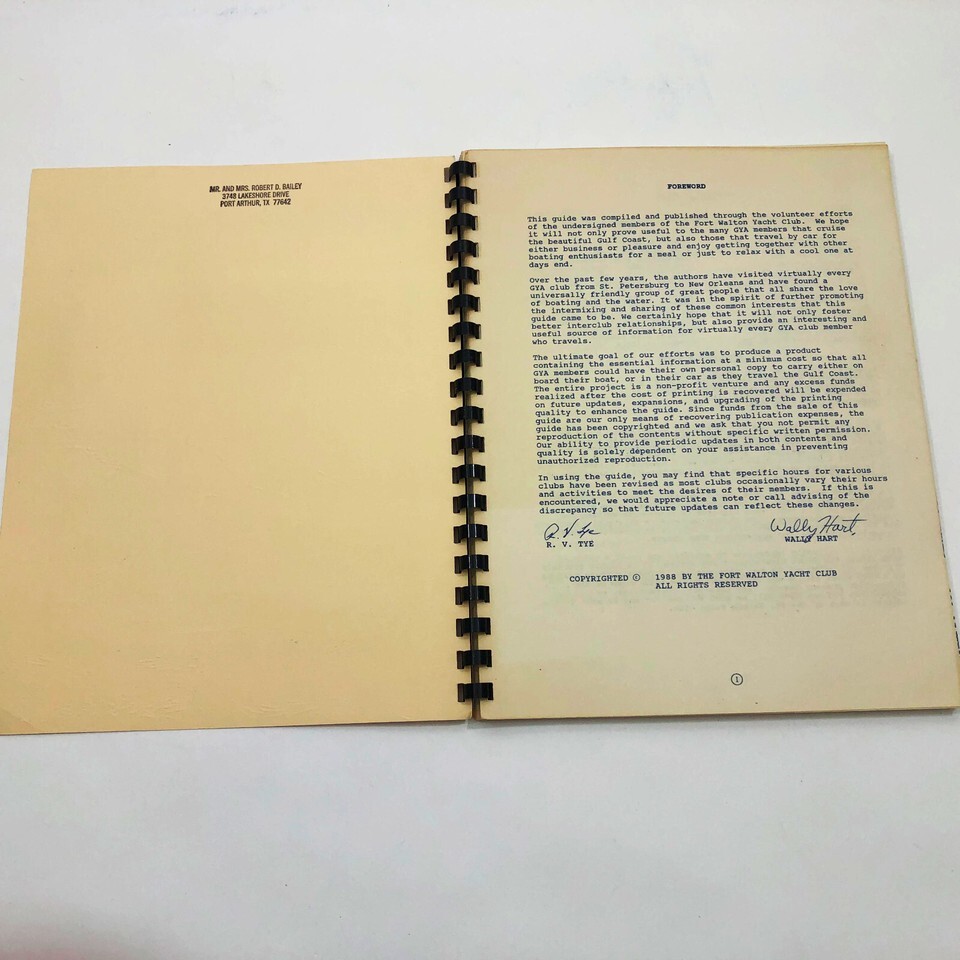 MR. AND MRS. ROBERT D. BAILEY
3748 LAKESHORE DRIVE
PORT ARTHUR, TX 77642
FOREWORD
This guide was compiled and published through the volunteer efforts
of the undersigned members of the Fort Walton Yacht Club. We hope
it will not only prove useful to the many GYA members that cruise
the beautiful Gulf Coast, but also those that travel by car for
either business or pleasure and enjoy getting together with other
boating enthusiasts for a meal or just to relax with a cool one at
days end.
Over the past few years, the authors have visited virtually every
GYA club from St. Petersburg to New Orleans and have found a
universally friendly group of great people that all share the love
of boating and the water. It was in the spirit of further promoting
the intermixing and sharing of these common interests that this
guide came to be. We certainly hope that it will not only foster
better interclub relationships, but also provide an interesting and
useful source of information for virtually every GYA club member
who travels.
The ultimate goal of our efforts was to produce a product
containing the essential information at a minimum cost so that all
GYA members could have their own personal copy to carry either on
board their boat, or in their car as they travel the Gulf Coast.
The entire project is a non-profit venture and any excess funds
realized after the cost of printing is recovered will be expended
on future updates, expansions, and upgrading of the printing
quality to enhance the guide. Since funds from the sale of this
guide are our only means of recovering publication expenses, the
guide has been copyrighted and we ask that you not permit any
reproduction of the contents without specific written permission.
Our ability to provide periodic updates in both contents and
quality is solely dependent on your assistance in preventing
unauthorized reproduction.
In using the guide, you may find that specific hours for various
clubs have been revised as most clubs occasionally vary their hours
and activities to meet the desires of their members. If this is
encountered, we would appreciate a note or call advising of the
discrepancy so that future updates can reflect these changes.
R. V. Tye Wally Hart
R. V. TYE WALLY HART
COPYRIGHTED © 1988 BY THE FORT WALTON YACHT CLUB
ALL RIGHTS RESERVED
1